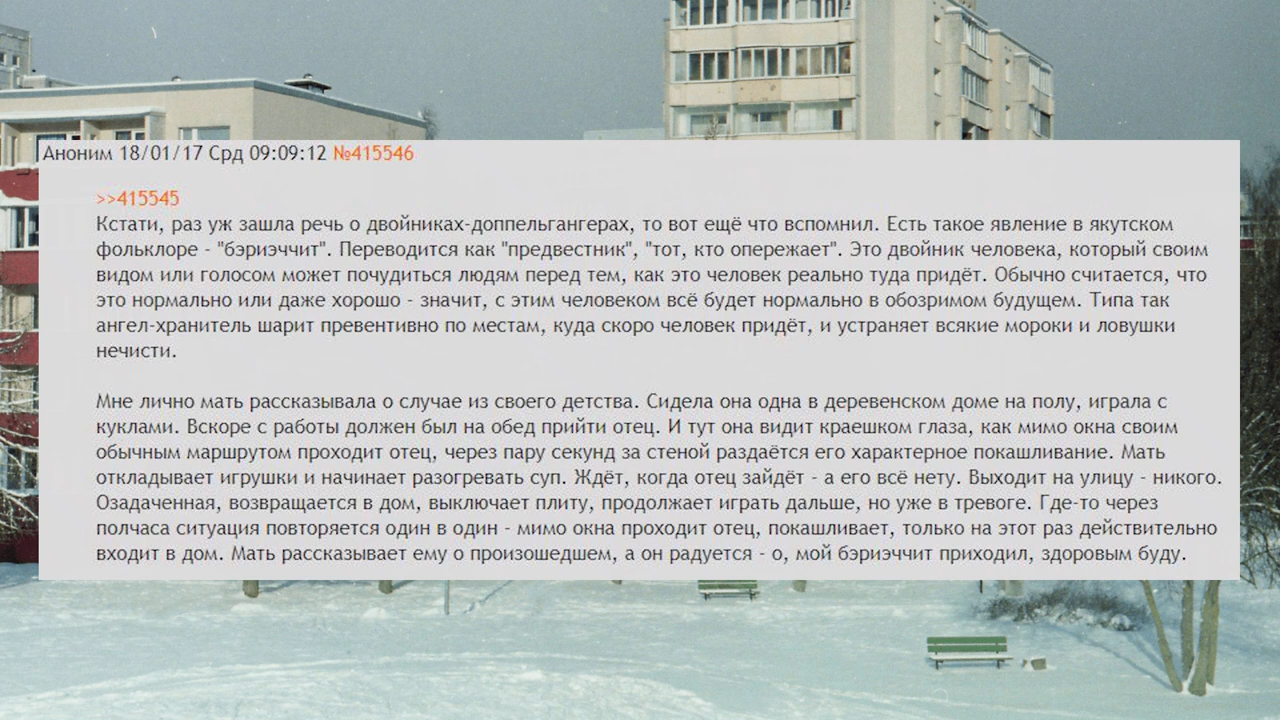 Аноним 18/01/17 Срд 09:09:12 №415546
>>415545
Кстати, раз уж зашла речь о двойниках-доппельгангерах, то вот ещё что вспомнил. Есть такое явление в якутском
фольклоре - "бэриэччит". Переводится как "предвестник", "тот, кто опережает". Это двойник человека, который своим
видом или голосом может почудиться людям перед тем, как это человек реально туда придёт. Обычно считается, что
это нормально или даже хорошо - значит, с этим человеком всё будет нормально в обозримом будущем. Типа так
ангел-хранитель шарит превентивно по местам, куда скоро человек придёт, и устраняет всякие мороки и ловушки
нечисти.
Мне лично мать рассказывала о случае из своего детства. Сидела она одна в деревенском доме на полу, играла с
куклами. Вскоре с работы должен был на обед прийти отец. И тут она видит краешком глаза, как мимо окна своим
обычным маршрутом проходит отец, через пару секунд за стеной раздаётся его характерное покашливание. Мать
откладывает игрушки и начинает разогревать суп. Ждёт, когда отец зайдёт - а его всё нету. Выходит на улицу - никого.
Озадаченная, возвращается в дом, выключает плиту, продолжает играть дальше, но уже в тревоге. Где-то через
полчаса ситуация повторяется один в один - мимо окна проходит отец, покашливает, только на этот раз действительно
входит в дом. Мать рассказывает ему о произошедшем, а он радуется - о, мой бэриэччит приходил, здоровым буду.